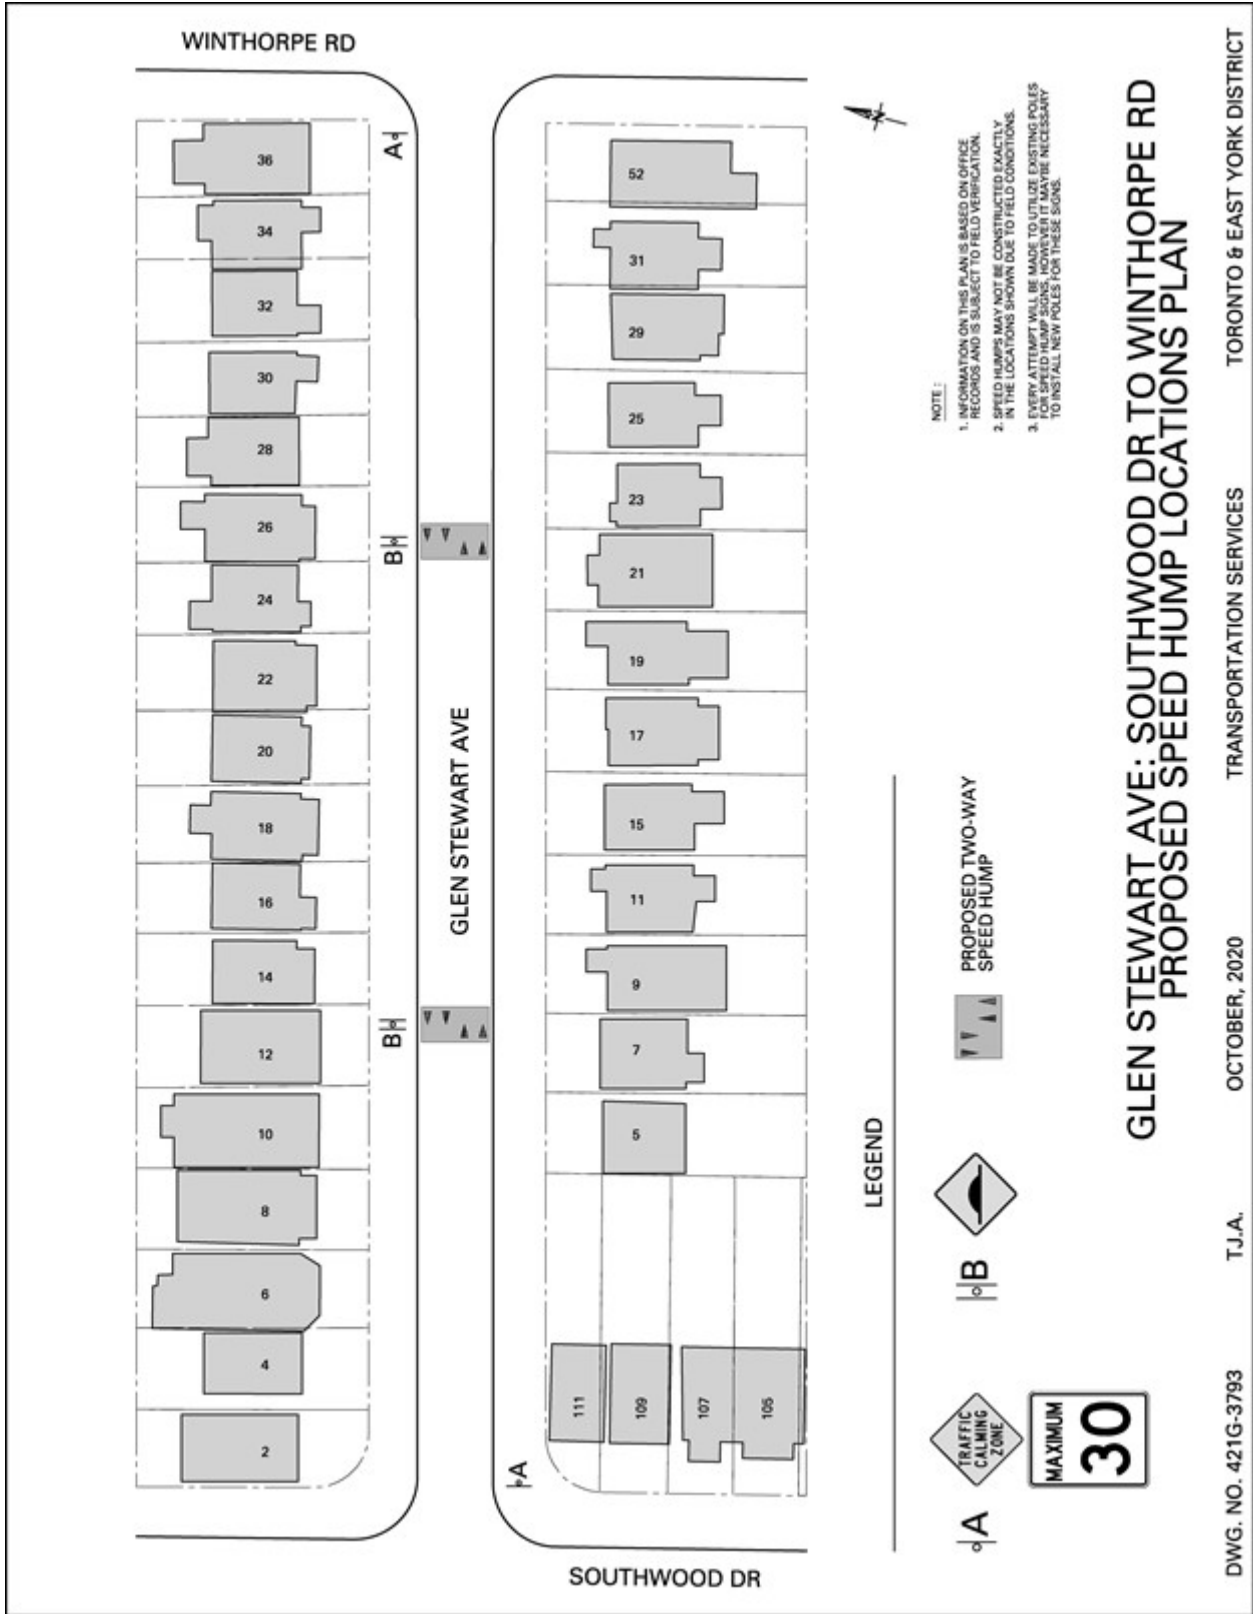 WINTHORPE RD
36
34
32
30
28
26
24
22
20
18
16
14
12
10
8
6
4
2
A
B
B
GLEN STEWART AVE
52
31
29
25
23
21
19
17
15
11
9
7
5
111
109
107
105
A
SOUTHWOOD DR
N
NOTE :
1. INFORMATION ON THIS PLAN IS BASED ON OFFICE
RECORDS AND IS SUBJECT TO FIELD VERIFICATION.
2. SPEED HUMPS MAY NOT BE CONSTRUCTED EXACTLY
IN THE LOCATIONS SHOWN DUE TO FIELD CONDITIONS.
3. EVERY ATTEMPT WILL BE MADE TO UTILIZE EXISTING POLES
FOR SPEED HUMP SIGNS, HOWEVER IT MAYBE NECESSARY
TO INSTALL NEW POLES FOR THESE SIGNS.
LEGEND
A
TRAFFIC
CALMING
ZONE
MAXIMUM
30
B
PROPOSED TWO-WAY
SPEED HUMP
GLEN STEWART AVE: SOUTHWOOD DR TO WINTHORPE RD
PROPOSED SPEED HUMP LOCATIONS PLAN
DWG. NO. 421G-3793
T.J.A.
OCTOBER, 2020
TRANSPORTATION SERVICES
TORONTO & EAST YORK DISTRICT